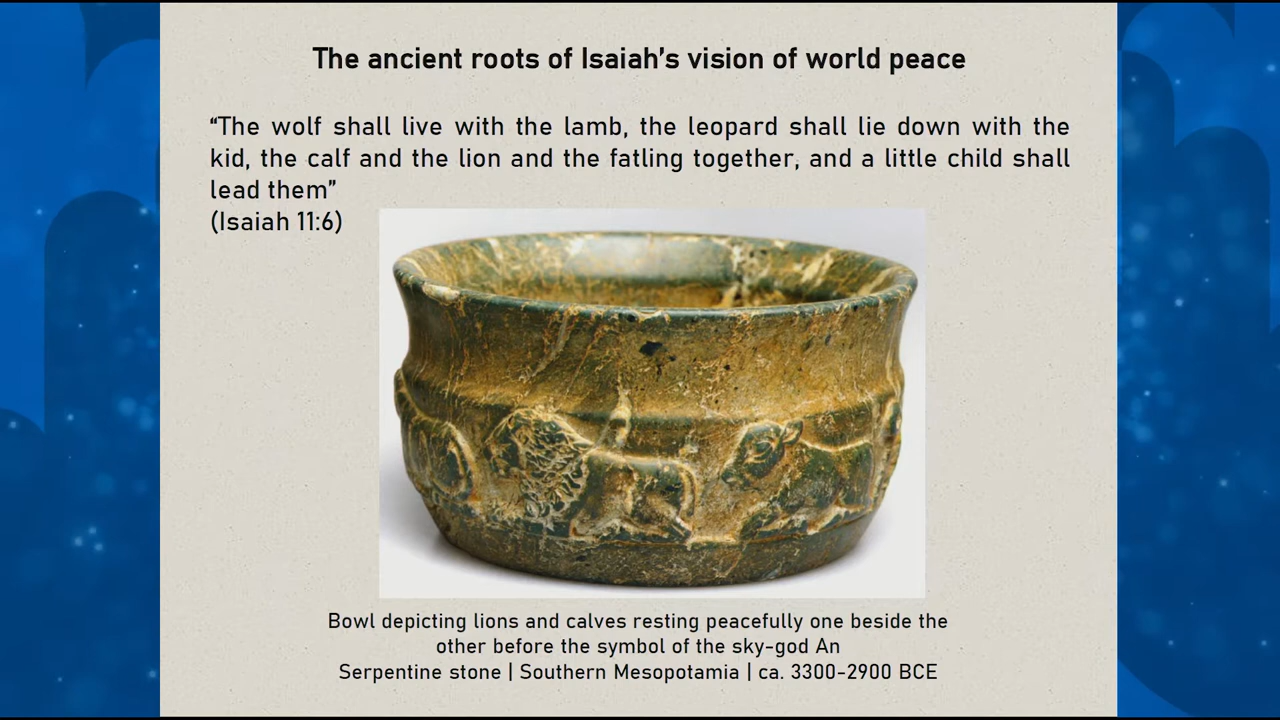 The ancient roots of Isaiah's vision of world peace
“The wolf shall live with the lamb, the leopard shall lie down with the
kid, the calf and the lion and the fatling together, and a little child shall
lead them”
(Isaiah 11:6)
Bowl depicting lions and calves resting peacefully one beside the
other before the symbol of the sky-god An
Serpentine stone | Southern Mesopotamia | ca. 3300-2900 BCE